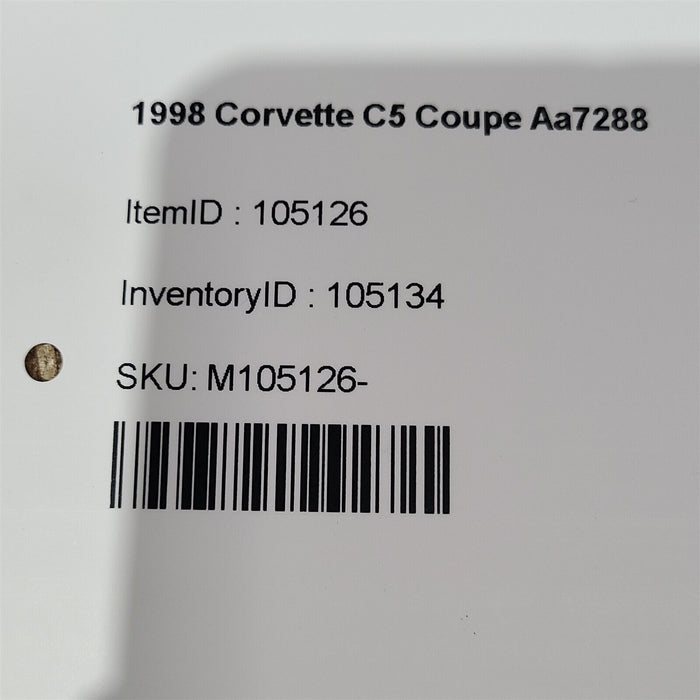 1998 Corvette C5 Coupe Aa7288
ItemID : 105126
InventoryID : 105134
SKU: M105126-